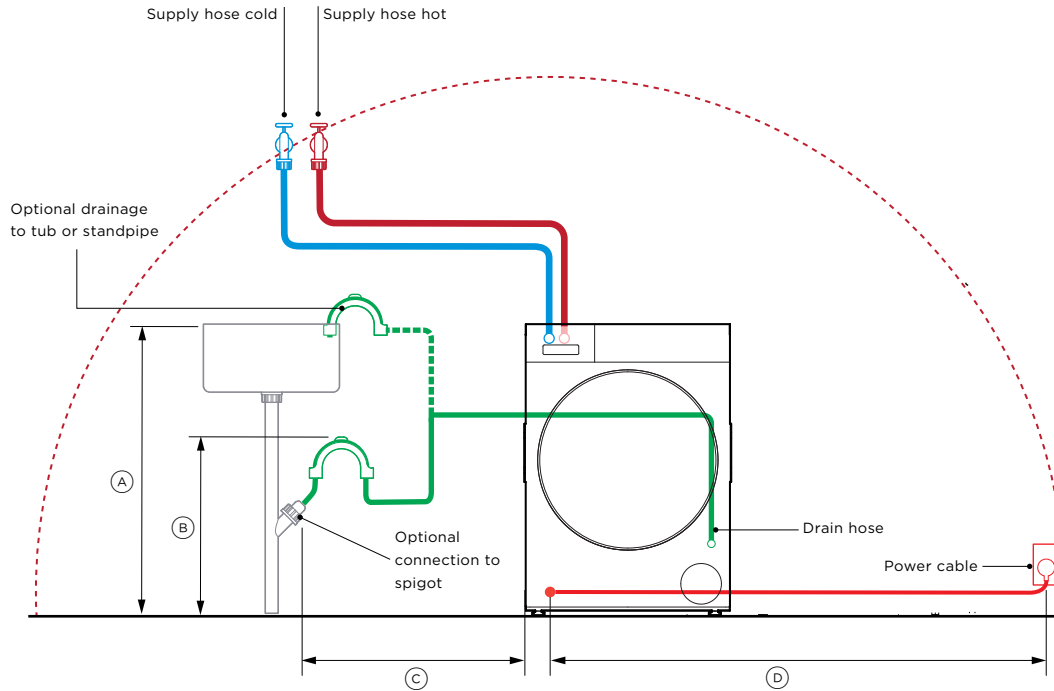 Supply hose cold
Supply hose hot
Optional drainage
to tub or standpipe
A
B
Optional
connection to
spigot
Drain hose
Power cable
C
D